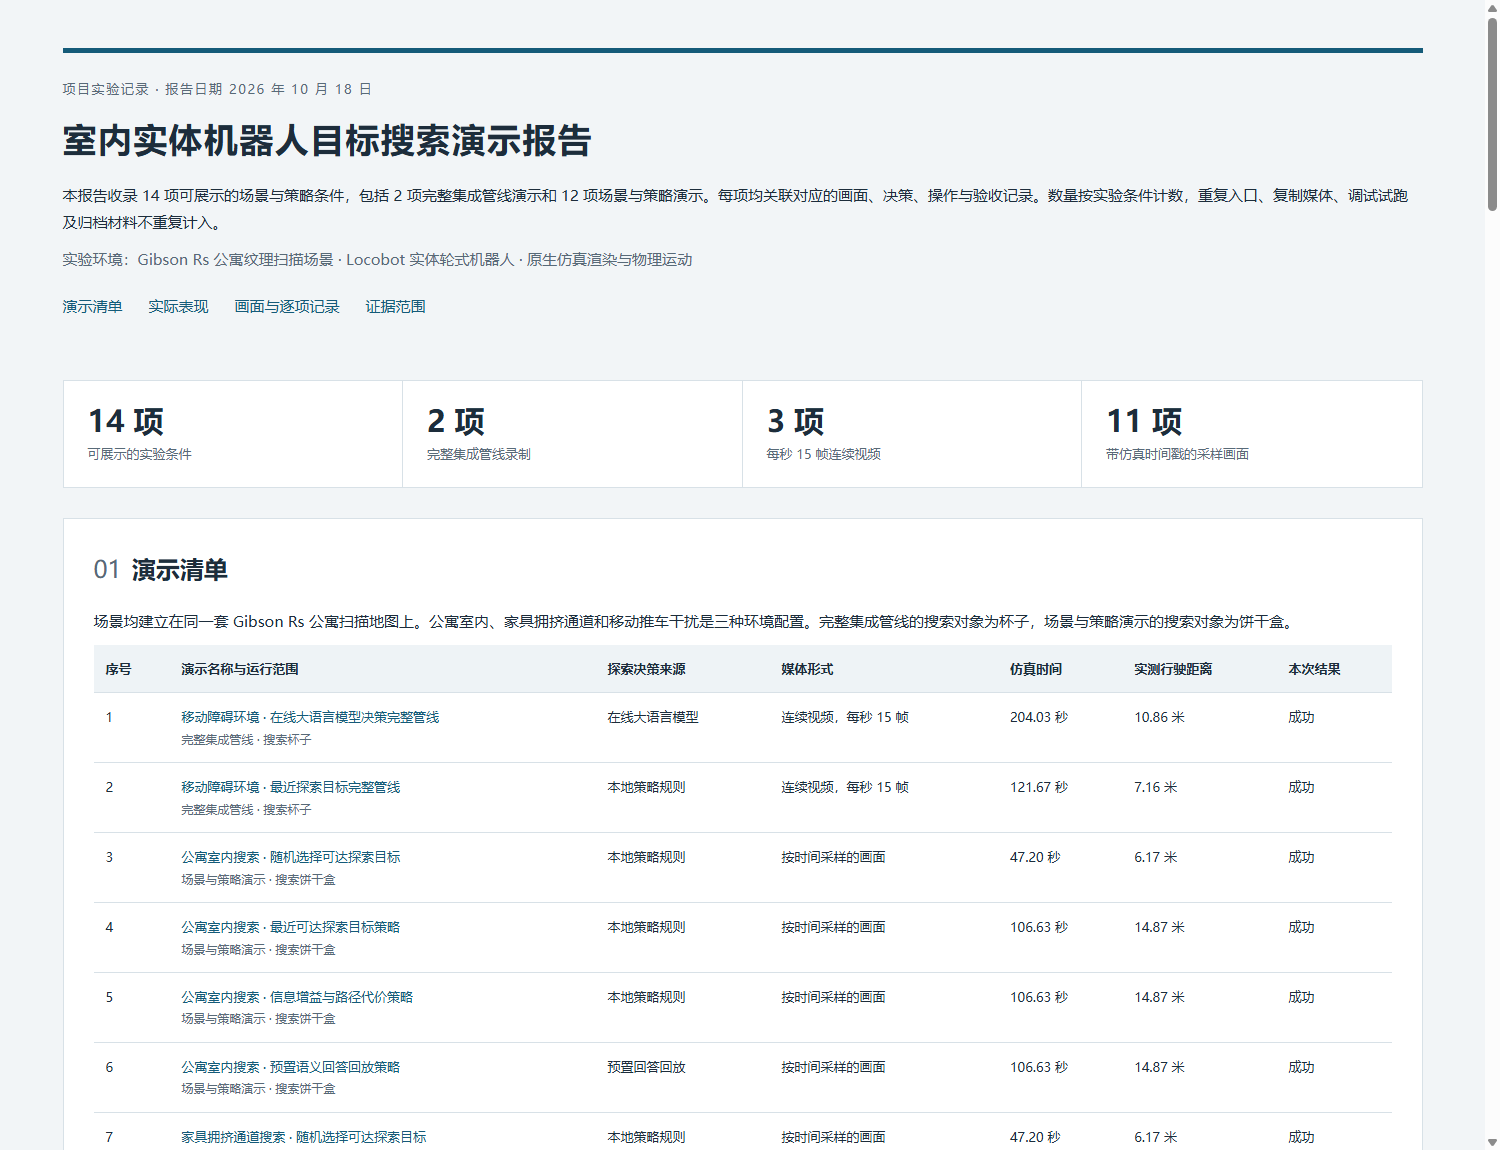 项目实验记录 · 报告日期 2026 年 10 月 18 日
室内实体机器人目标搜索演示报告
本报告收录 14 项可展示的场景与策略条件，包括 2 项完整集成管线演示和 12 项场景与策略演示。每项均关联对应的画面、决策、操作与验收记录。数量按实验条件计数，重复入口、复制媒体、调试试跑
及归档材料不重复计入。
实验环境：Gibson Rs 公寓纹理扫描场景 · Locobot 实体轮式机器人 · 原生仿真渲染与物理运动
演示清单 实际表现 画面与逐项记录 证据范围
14 项 2 项 3 项 11 项
可展示的实验条件 完整集成管线录制 每秒 15 帧连续视频 带仿真时间戳的采样画面
01 演示清单
场景均建立在同一套 Gibson Rs 公寓扫描地图上。公寓室内、家具拥挤通道和移动推车干扰是三种环境配置。完整集成管线的搜索对象为杯子，场景与策略演示的搜索对象为饼干盒。
序号 演示名称与运行范围 探索决策来源 媒体形式 仿真时间 实测行驶距离 本次结果
1 移动障碍环境 · 在线大语言模型决策完整管线 在线大语言模型 连续视频，每秒 15 帧 204.03 秒 10.86 米 成功
完整集成管线 · 搜索杯子
2 移动障碍环境 · 最近探索目标完整管线 本地策略规则 连续视频，每秒 15 帧 121.67 秒 7.16 米 成功
完整集成管线 · 搜索杯子
3 公寓室内搜索 · 随机选择可达探索目标 本地策略规则 按时间采样的画面 47.20 秒 6.17 米 成功
场景与策略演示 · 搜索饼干盒
4 公寓室内搜索 · 最近可达探索目标策略 本地策略规则 按时间采样的画面 106.63 秒 14.87 米 成功
场景与策略演示 · 搜索饼干盒
5 公寓室内搜索 · 信息增益与路径代价策略 本地策略规则 按时间采样的画面 106.63 秒 14.87 米 成功
场景与策略演示 · 搜索饼干盒
6 公寓室内搜索 · 预置语义回答回放策略 预置回答回放 按时间采样的画面 106.63 秒 14.87 米 成功
场景与策略演示 · 搜索饼干盒
7 家具拥挤通道搜索 · 随机选择可达探索目标 本地策略规则 按时间采样的画面 47.20 秒 6.17 米 成功